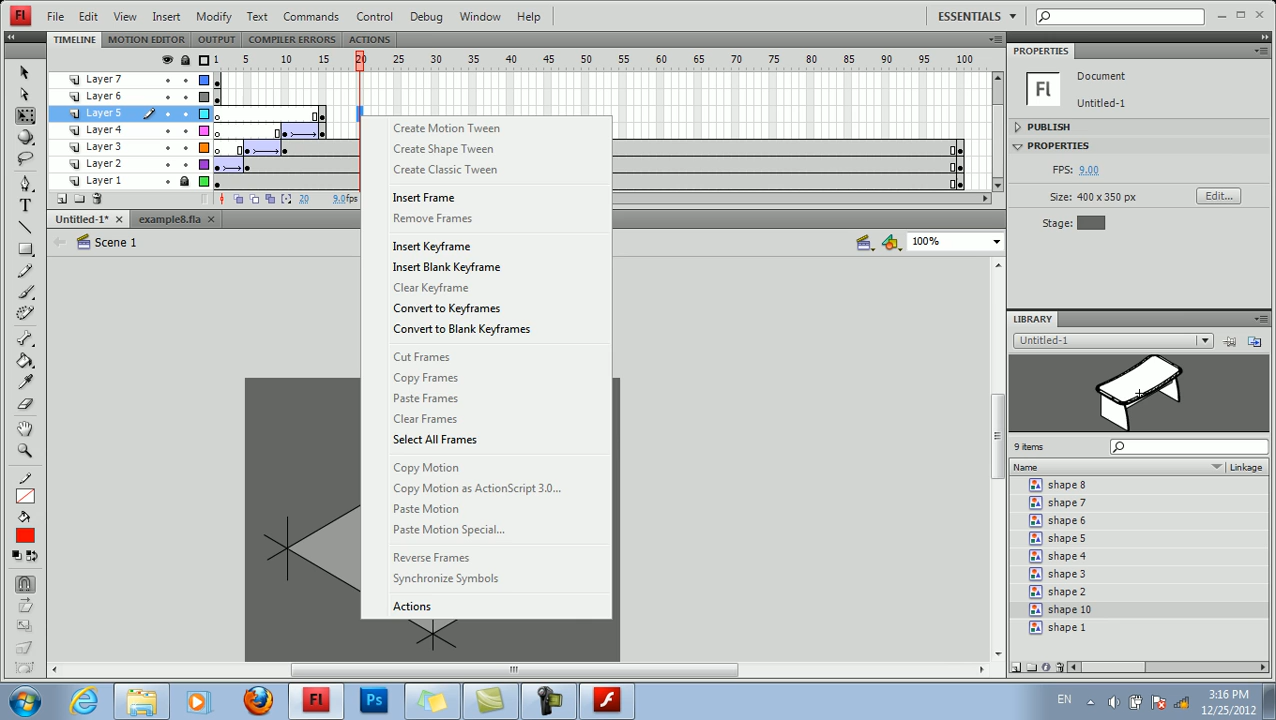 Fl File Edit View Insert Modify Text Commands Control Debug Window Help ESSENTIALS
TIMELINE MOTION EDITOR OUTPUT COMPILER ERRORS ACTIONS
1 5 10 15 20 25 30 35 40 45 50 55 60 65 70 75 80 85 90 95 100
Layer 7
Layer 6
Layer 5
Layer 4
Layer 3
Layer 2
Layer 1
20 9.0fps
Untitled-1* × example8.fla ×
Scene 1
100%
Create Motion Tween
Create Shape Tween
Create Classic Tween
Insert Frame
Remove Frames
Insert Keyframe
Insert Blank Keyframe
Clear Keyframe
Convert to Keyframes
Convert to Blank Keyframes
Cut Frames
Copy Frames
Paste Frames
Clear Frames
Select All Frames
Copy Motion
Copy Motion as ActionScript 3.0...
Paste Motion
Paste Motion Special...
Reverse Frames
Synchronize Symbols
Actions
PROPERTIES
Fl
Document
Untitled-1
PUBLISH
PROPERTIES
FPS: 9.00
Size: 400 x 350 px Edit...
Stage:
LIBRARY
Untitled-1
9 items
Name Linkage
shape 8
shape 7
shape 6
shape 5
shape 4
shape 3
shape 2
shape 10
shape 1
Fl Ps
EN
3:16 PM
12/25/2012